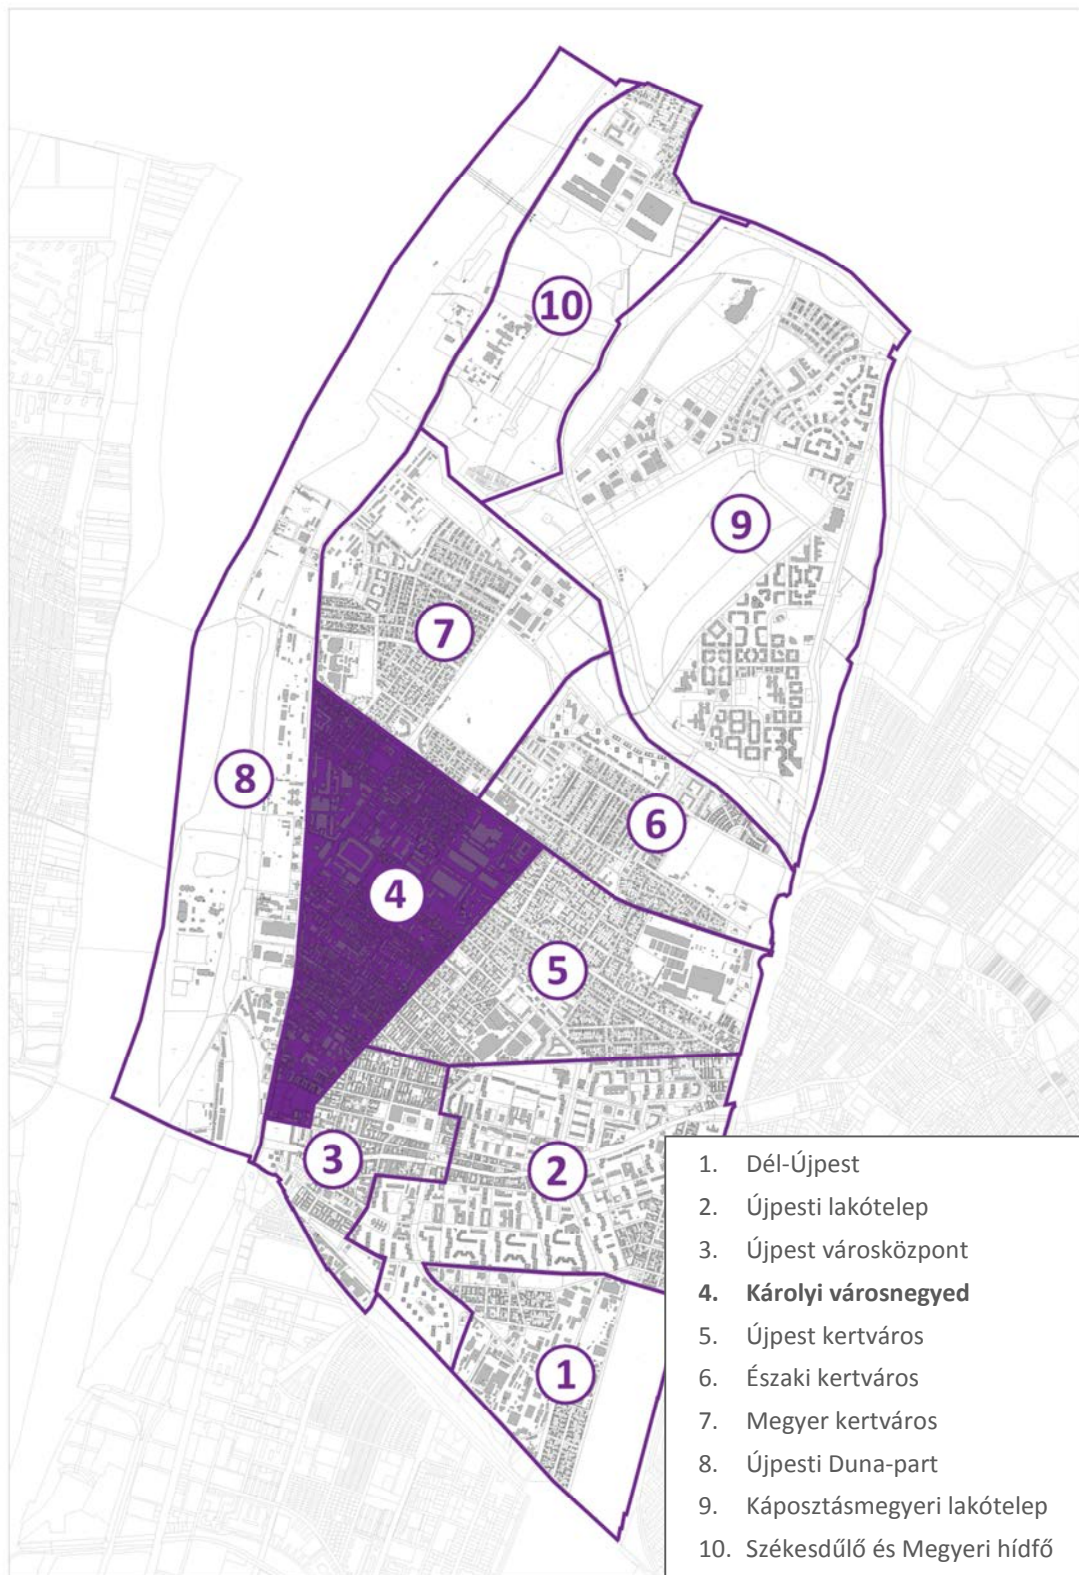 10
9
7
8
6
4
5
3
2
1
1. Dél-Újpest
2. Újpesti lakótelep
3. Újpest városközpont
4. Károlyi városnegyed
5. Újpest kertváros
6. Északi kertváros
7. Megyer kertváros
8. Újpesti Duna-part
9. Káposztásmegyeri lakótelep
10. Székesdűlő és Megyeri hídfő